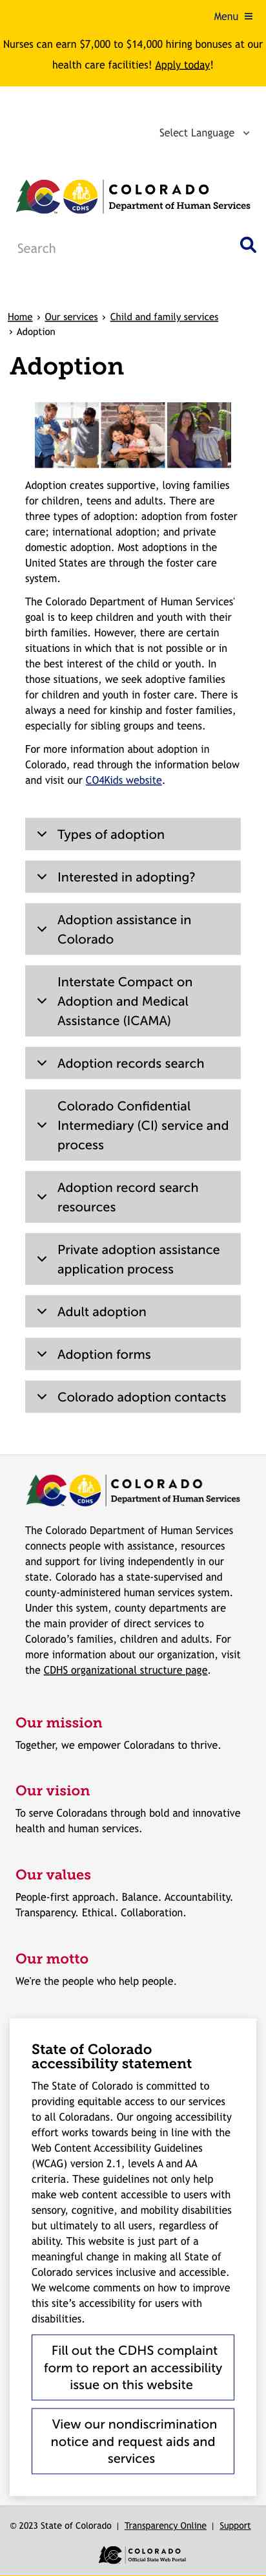 Menu
Nurses can earn $7,000 to $14,000 hiring bonuses at our
health care facilities! Apply today!
Select Language
COLORADO
Department of Human Services
CDHS
Search
Home › Our services › Child and family services
› Adoption
Adoption
Adoption creates supportive, loving families
for children, teens and adults. There are
three types of adoption: adoption from foster
care; international adoption; and private
domestic adoption. Most adoptions in the
United States are through the foster care
system.
The Colorado Department of Human Services'
goal is to keep children and youth with their
birth families. However, there are certain
situations in which that is not possible or in
the best interest of the child or youth. In
those situations, we seek adoptive families
for children and youth in foster care. There is
always a need for kinship and foster families,
especially for sibling groups and teens.
For more information about adoption in
Colorado, read through the information below
and visit our CO4Kids website.
Types of adoption
Interested in adopting?
Adoption assistance in
Colorado
Interstate Compact on
Adoption and Medical
Assistance (ICAMA)
Adoption records search
Colorado Confidential
Intermediary (CI) service and
process
Adoption record search
resources
Private adoption assistance
application process
Adult adoption
Adoption forms
Colorado adoption contacts
COLORADO
Department of Human Services
CDHS
The Colorado Department of Human Services
connects people with assistance, resources
and support for living independently in our
state. Colorado has a state-supervised and
county-administered human services system.
Under this system, county departments are
the main provider of direct services to
Colorado's families, children and adults. For
more information about our organization, visit
the CDHS organizational structure page.
Our mission
Together, we empower Coloradans to thrive.
Our vision
To serve Coloradans through bold and innovative
health and human services.
Our values
People-first approach. Balance. Accountability.
Transparency. Ethical. Collaboration.
Our motto
We're the people who help people.
State of Colorado
accessibility statement
The State of Colorado is committed to
providing equitable access to our services
to all Coloradans. Our ongoing accessibility
effort works towards being in line with the
Web Content Accessibility Guidelines
(WCAG) version 2.1, levels A and AA
criteria. These guidelines not only help
make web content accessible to users with
sensory, cognitive, and mobility disabilities
but ultimately to all users, regardless of
ability. This website is just part of a
meaningful change in making all State of
Colorado services inclusive and accessible.
We welcome comments on how to improve
this site's accessibility for users with
disabilities.
Fill out the CDHS complaint
form to report an accessibility
issue on this website
View our nondiscrimination
notice and request aids and
services
© 2023 State of Colorado | Transparency Online | Support
COLORADO
Official State Web Portal